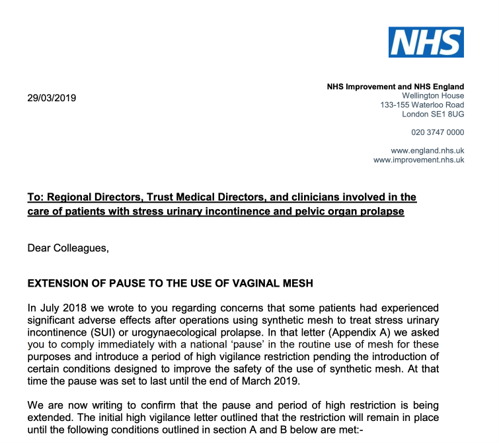 NHS
NHS Improvement and NHS England
Wellington House
133-155 Waterloo Road
London SE1 8UG
020 3747 0000
www.england.nhs.uk
www.improvement.nhs.uk
29/03/2019
To: Regional Directors, Trust Medical Directors, and clinicians involved in the
care of patients with stress urinary incontinence and pelvic organ prolapse
Dear Colleagues,
EXTENSION OF PAUSE TO THE USE OF VAGINAL MESH
In July 2018 we wrote to you regarding concerns that some patients had experienced
significant adverse effects after operations using synthetic mesh to treat stress urinary
incontinence (SUI) or urogynaecological prolapse. In that letter (Appendix A) we asked
you to comply immediately with a national ‘pause’ in the routine use of mesh for these
purposes and introduce a period of high vigilance restriction pending the introduction of
certain conditions designed to improve the safety of the use of synthetic mesh. At that
time the pause was set to last until the end of March 2019.
We are now writing to confirm that the pause and period of high restriction is being
extended. The initial high vigilance letter outlined that the restriction will remain in place
until the following conditions outlined in section A and B below are met:-